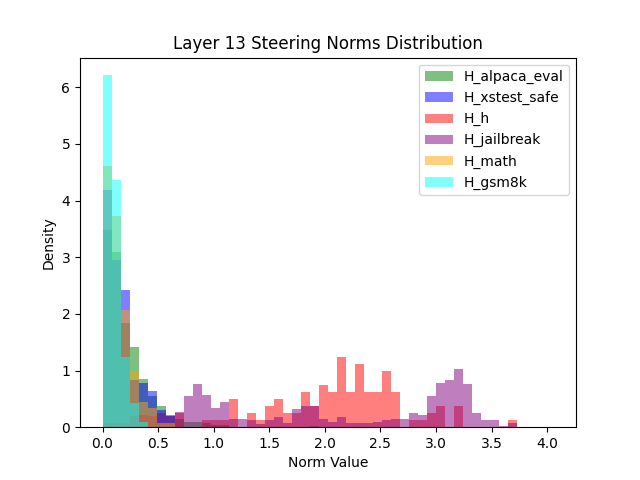 Layer 13 Steering Norms Distribution
H_alpaca_eval
H_xstest_safe
H_h
H_jailbreak
H_math
H_gsm8k
Density
6
5
4
3
2
1
0
0.0 0.5 1.0 1.5 2.0 2.5 3.0 3.5 4.0
Norm Value